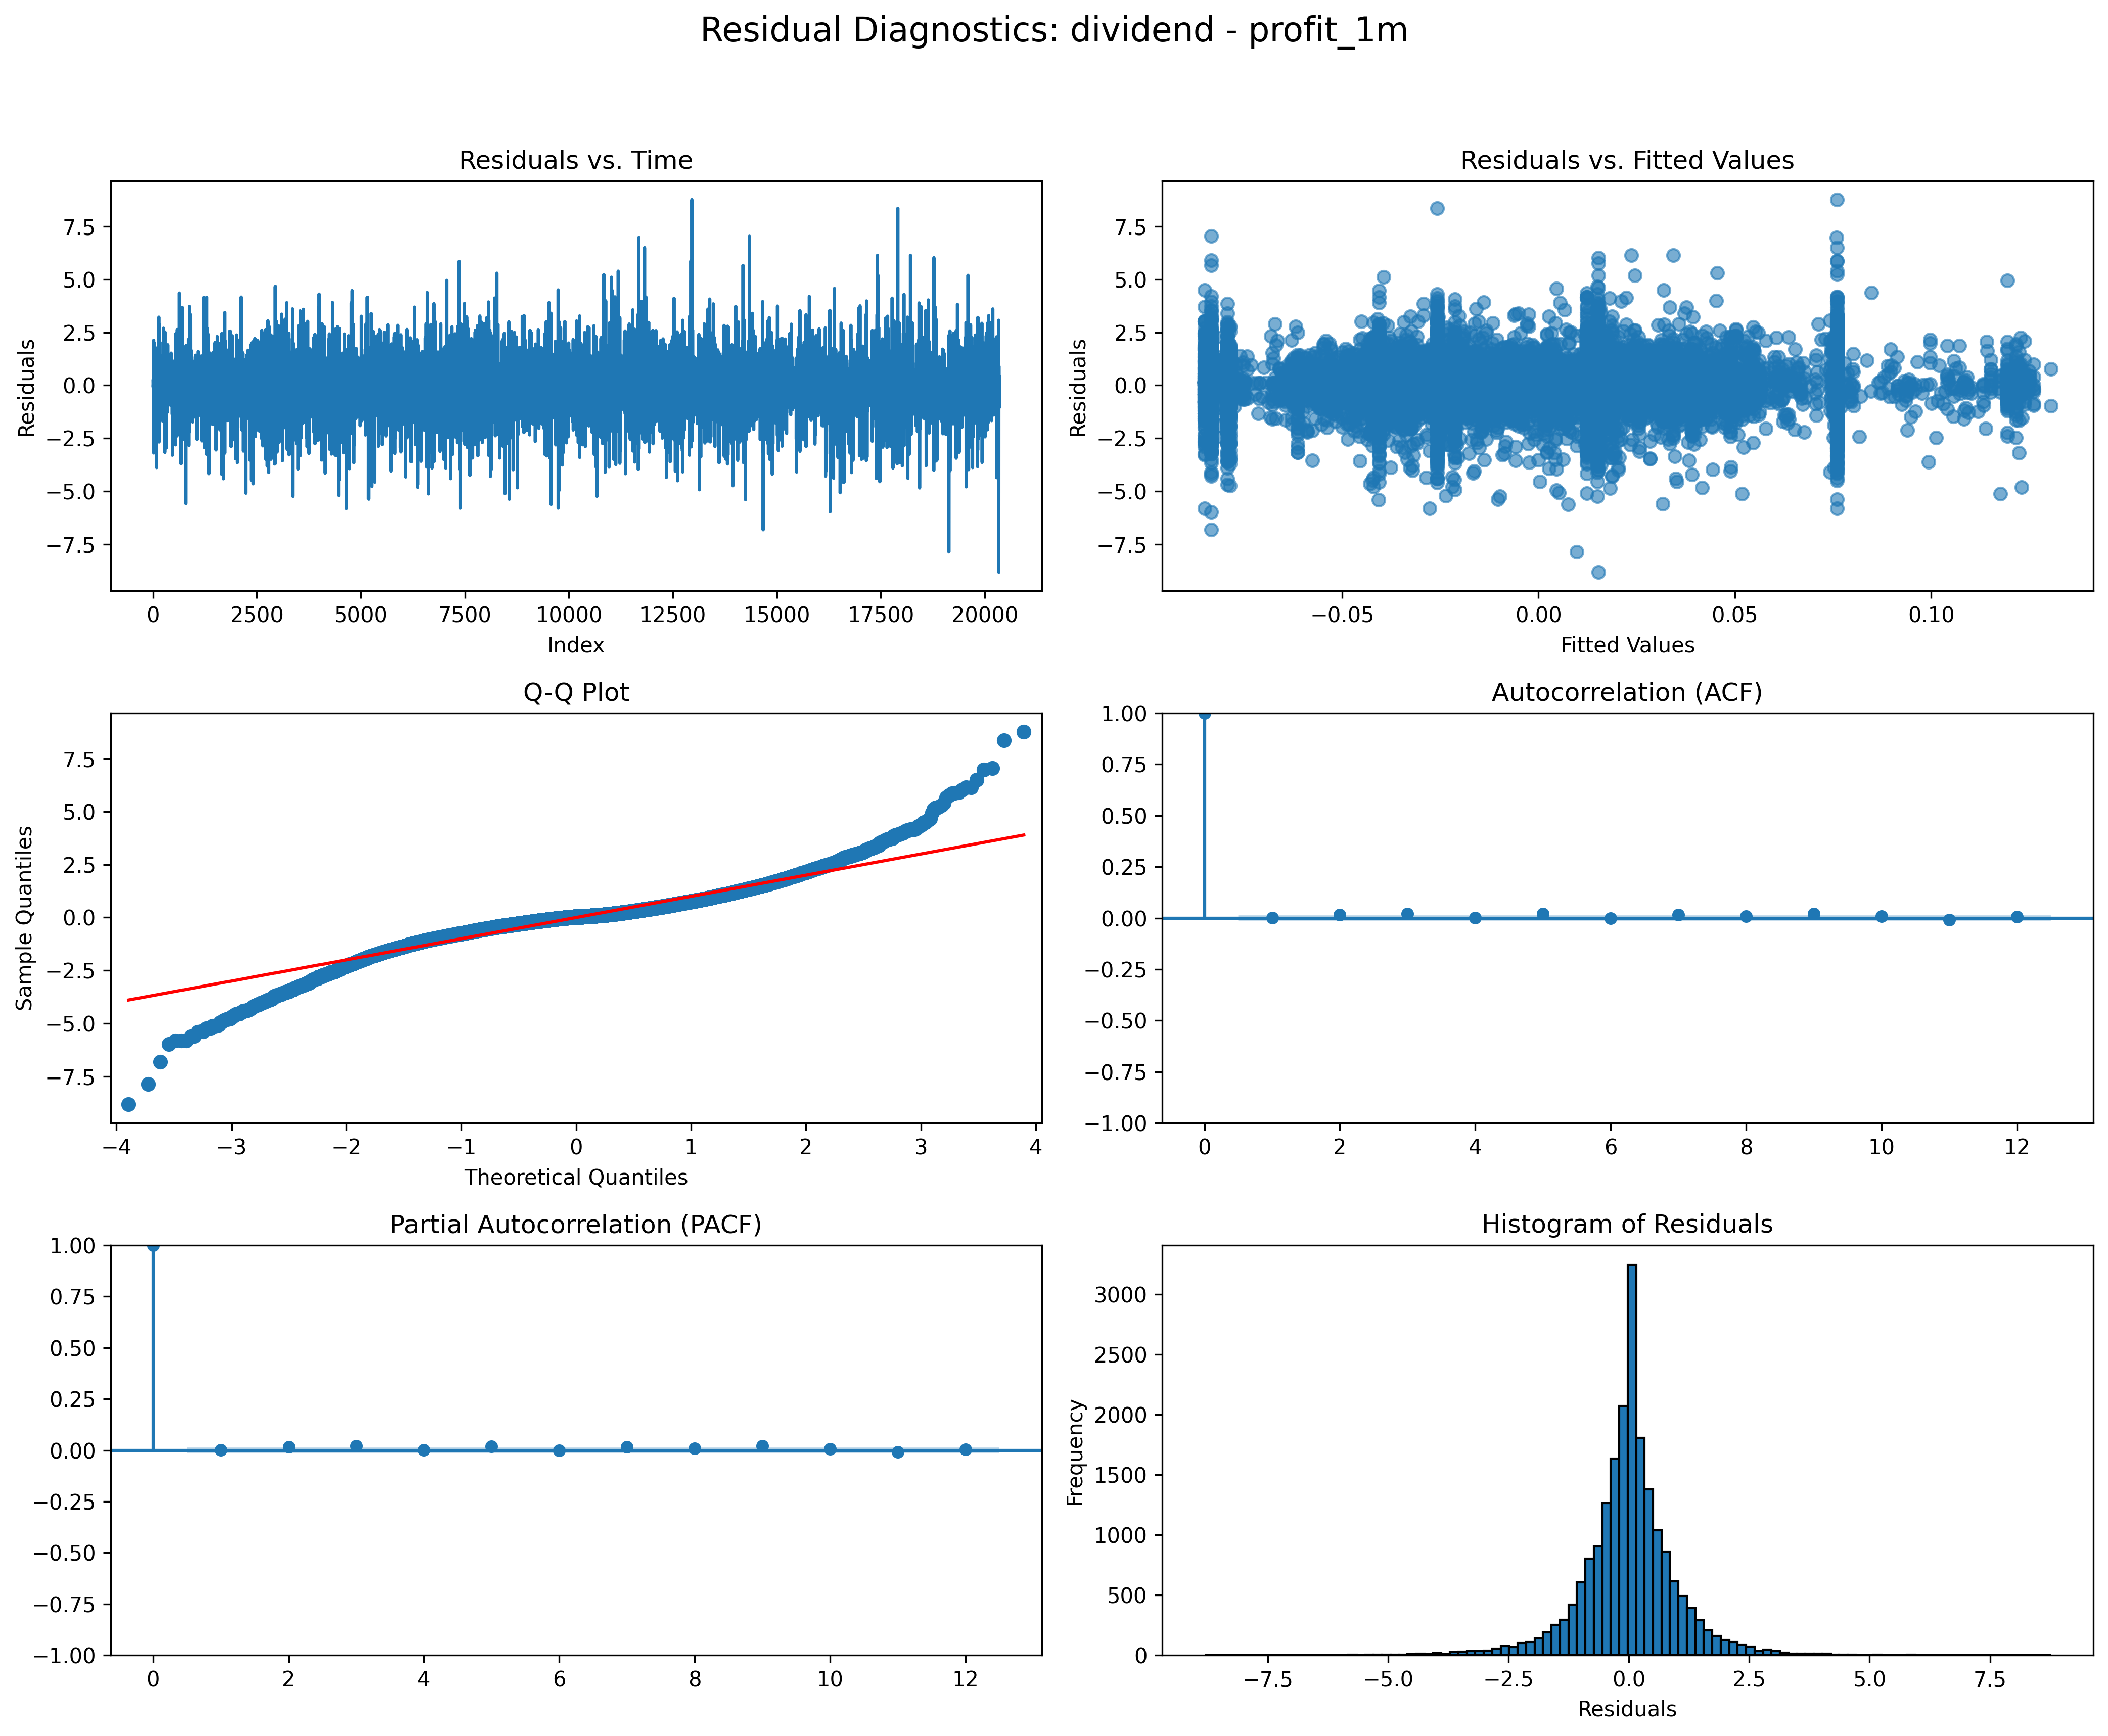 Residual Diagnostics: dividend - profit_1m
Residuals vs. Time
Residuals
7.5
5.0
2.5
0.0
−2.5
−5.0
−7.5
0 2500 5000 7500 10000 12500 15000 17500 20000
Index
Residuals vs. Fitted Values
Residuals
7.5
5.0
2.5
0.0
−2.5
−5.0
−7.5
−0.05 0.00 0.05 0.10
Fitted Values
Q-Q Plot
Sample Quantiles
7.5
5.0
2.5
0.0
−2.5
−5.0
−7.5
−4 −3 −2 −1 0 1 2 3 4
Theoretical Quantiles
Autocorrelation (ACF)
1.00
0.75
0.50
0.25
0.00
−0.25
−0.50
−0.75
−1.00
0 2 4 6 8 10 12
Partial Autocorrelation (PACF)
1.00
0.75
0.50
0.25
0.00
−0.25
−0.50
−0.75
−1.00
0 2 4 6 8 10 12
Histogram of Residuals
Frequency
3000
2500
2000
1500
1000
500
0
−7.5 −5.0 −2.5 0.0 2.5 5.0 7.5
Residuals